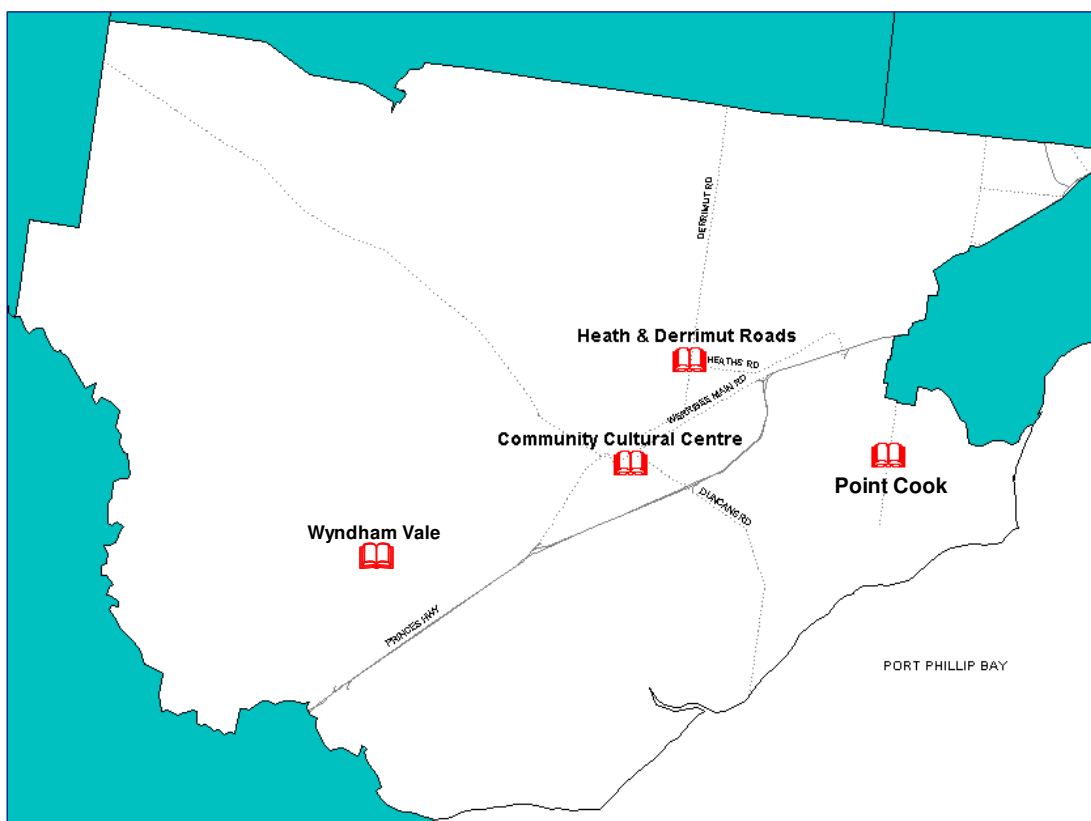 DERRIMUT RD
Heath & Derrimut Roads
HEATHS RD
WERRIBEE MAIN RD
Community Cultural Centre
Point Cook
DUNCANS RD
Wyndham Vale
PRINCES HWY
PORT PHILLIP BAY